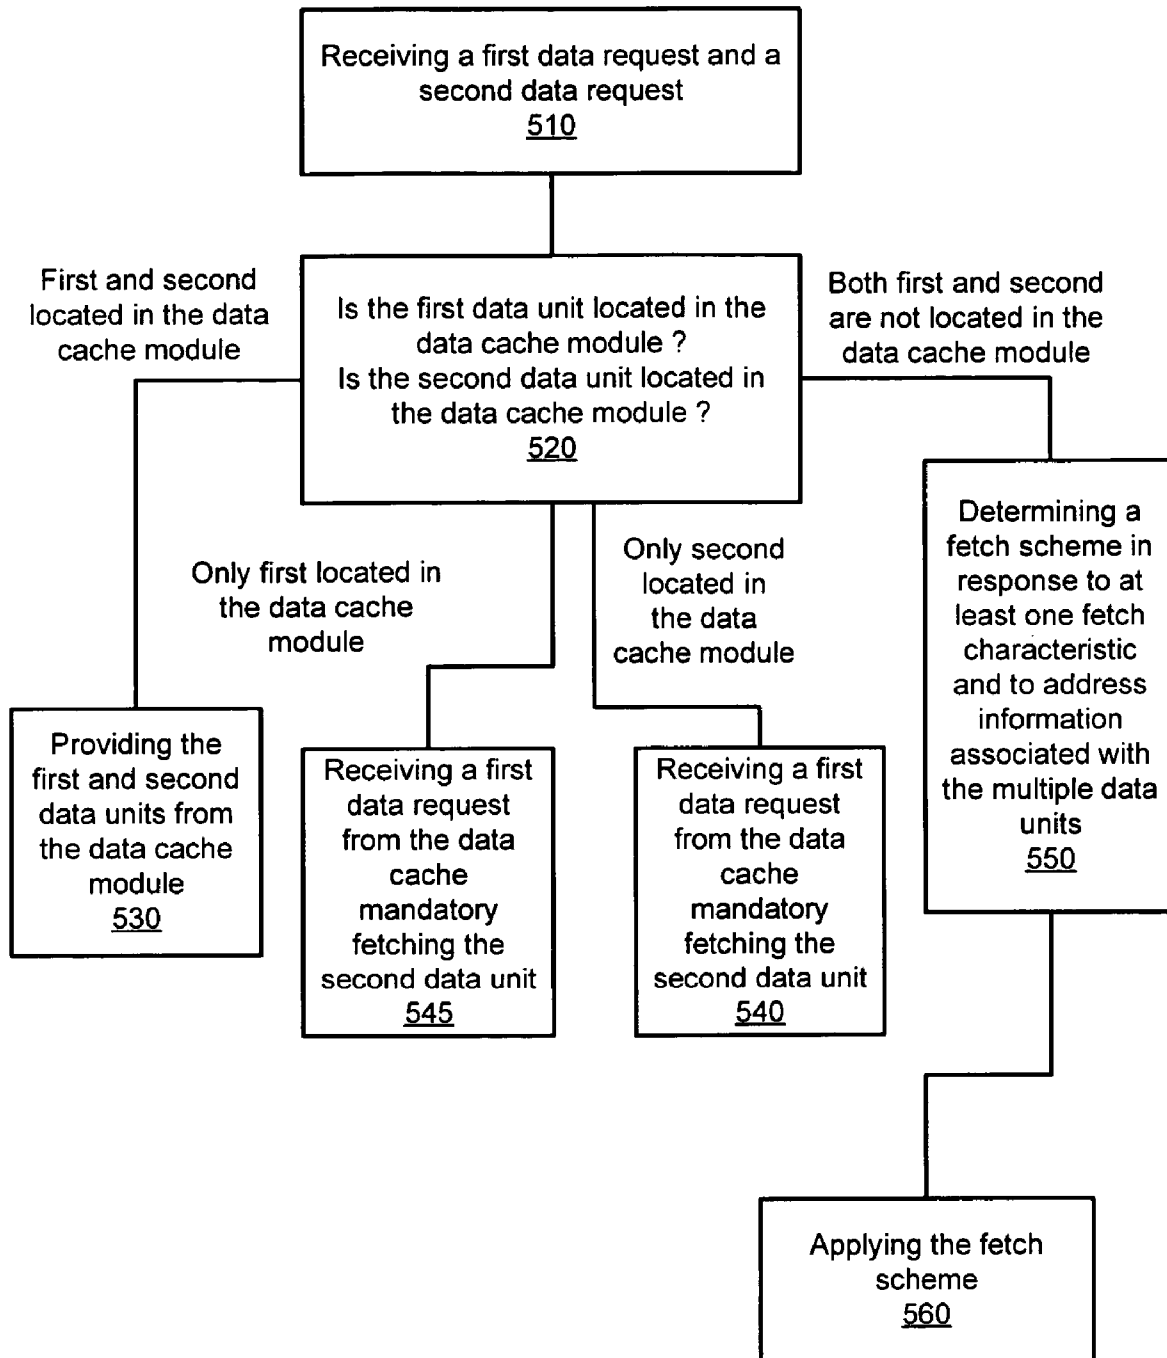 Receiving a first data request and a
second data request
510
First and second
located in the data
cache module
Is the first data unit located in the
data cache module ?
Is the second data unit located in
the data cache module ?
520
Both first and second
are not located in the
data cache module
Only first located in
the data cache
module
Only second
located in
the data
cache module
Providing the
first and second
data units from
the data cache
module
530
Receiving a first
data request
from the data
cache
mandatory
fetching the
second data unit
545
Receiving a first
data request
from the data
cache
mandatory
fetching the
second data unit
540
Determining a
fetch scheme in
response to at
least one fetch
characteristic
and to address
information
associated with
the multiple data
units
550
Applying the fetch
scheme
560